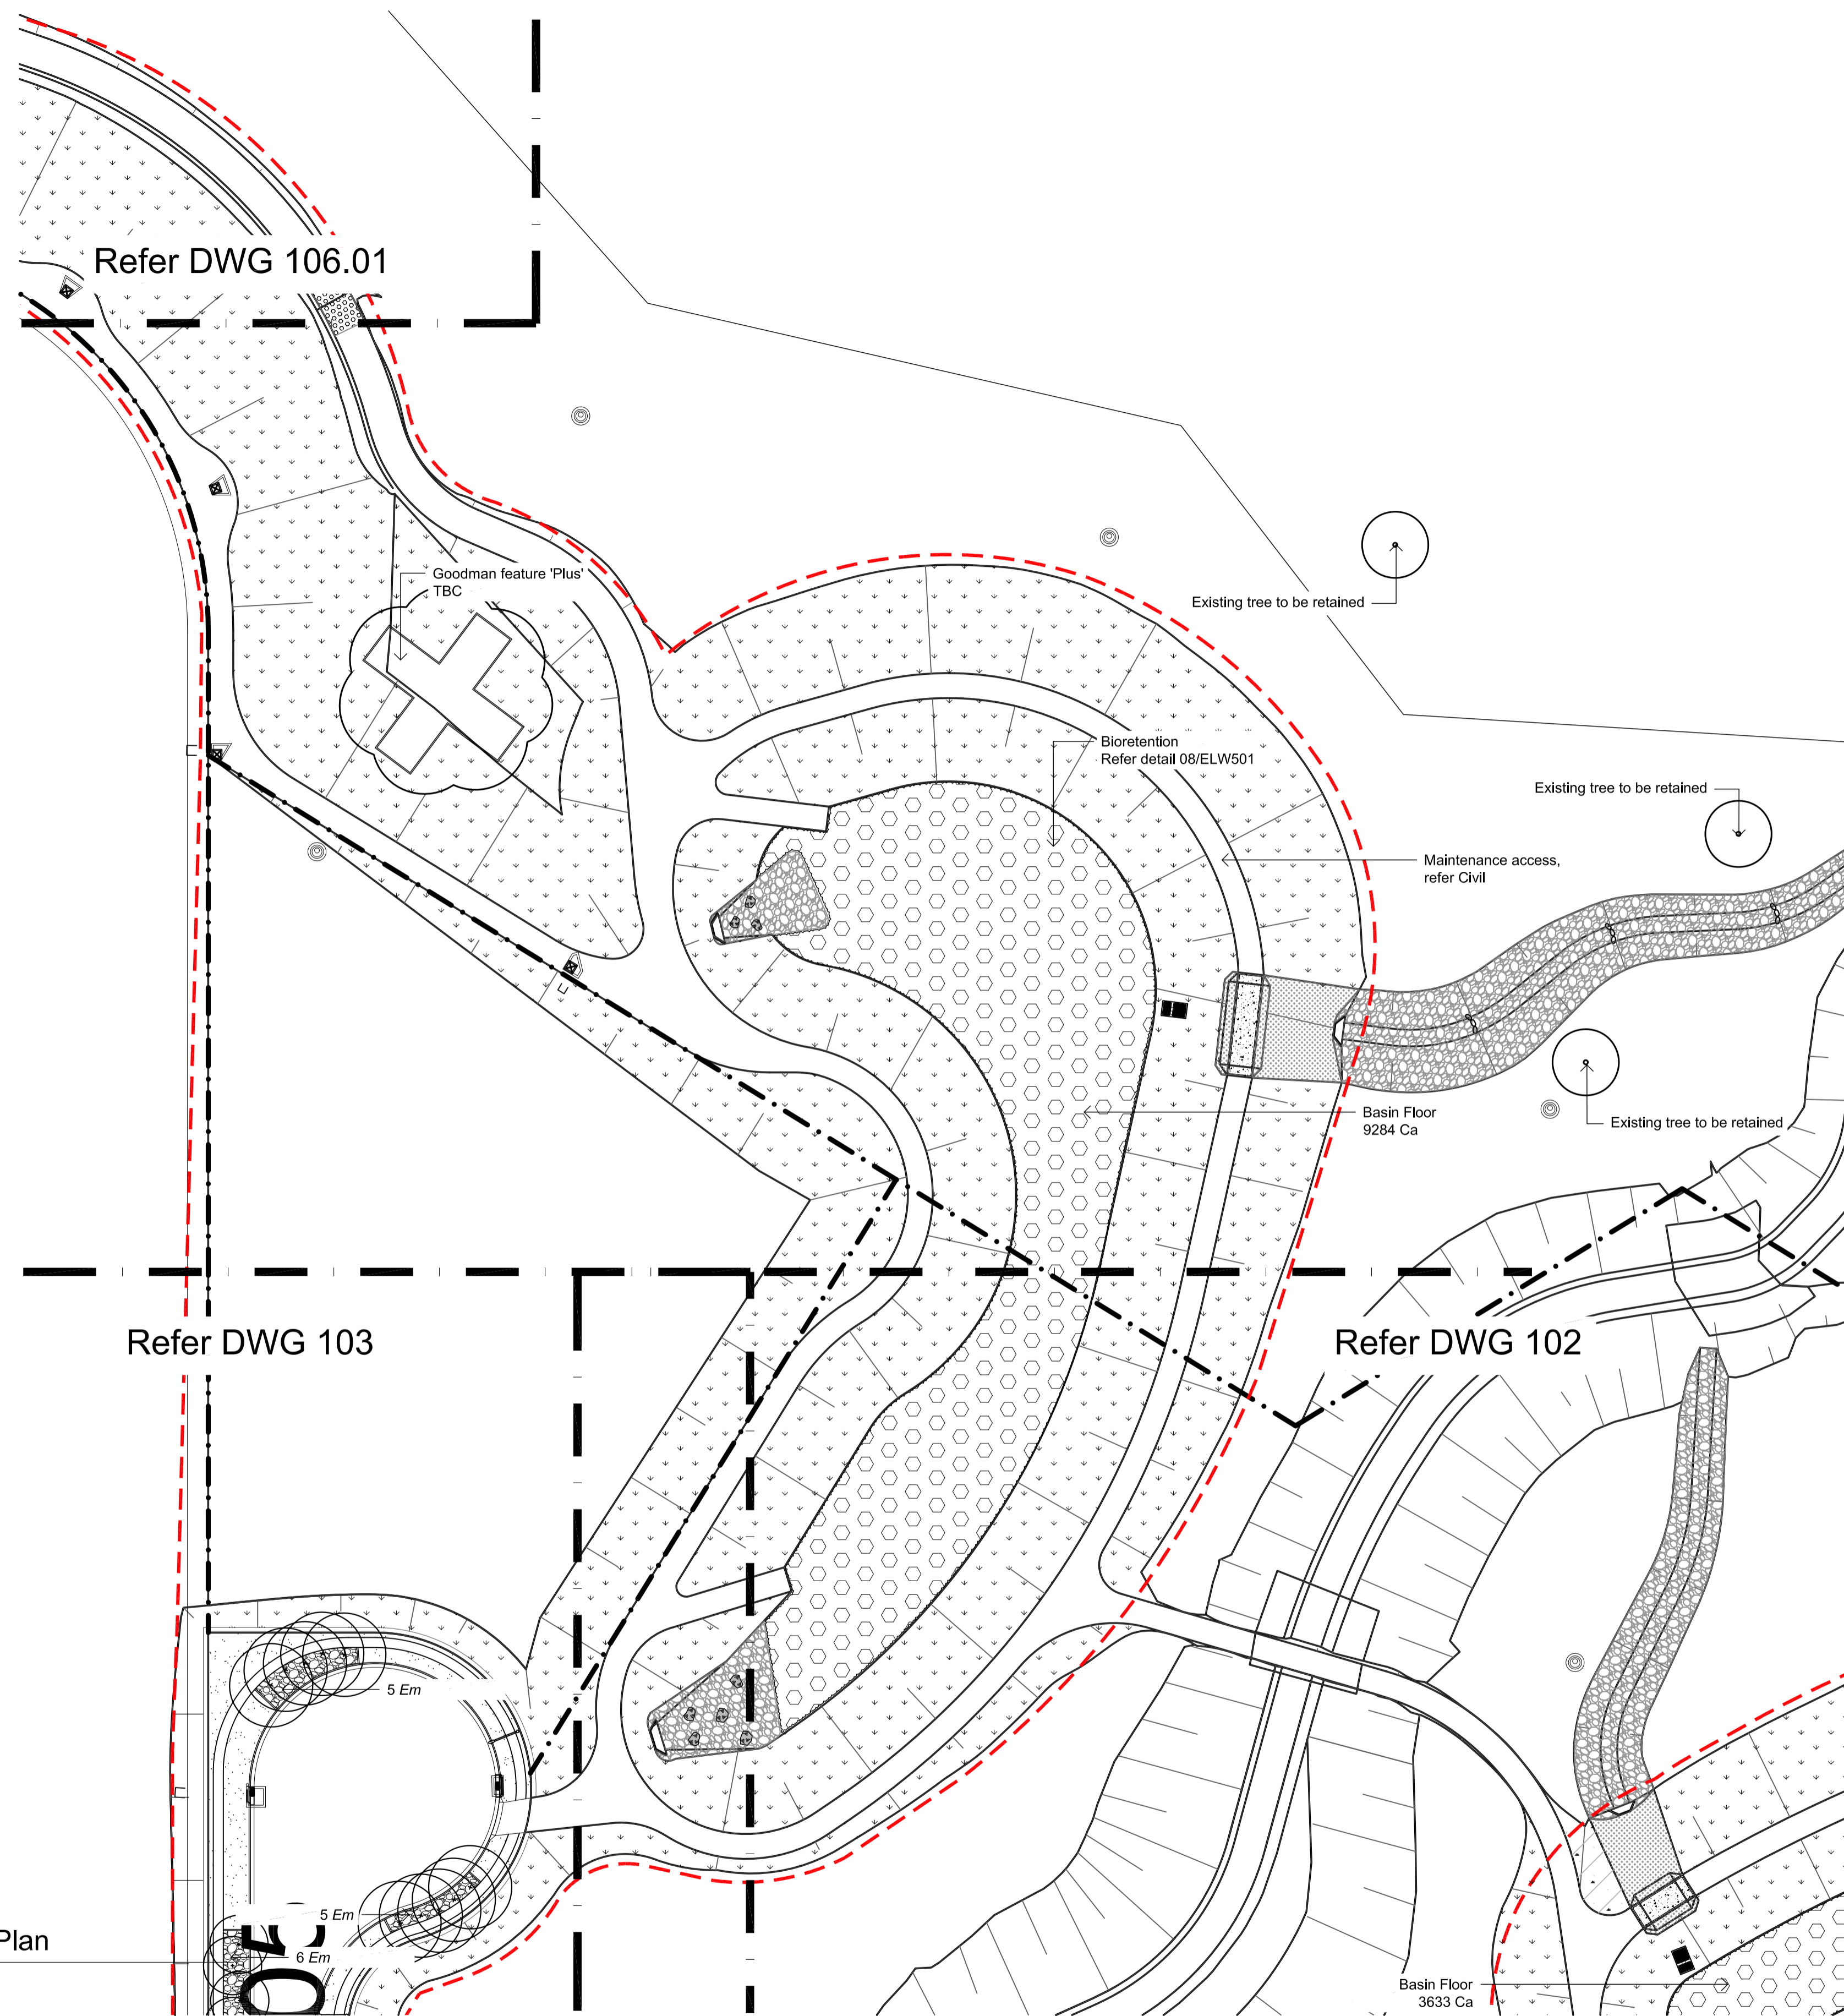 Refer DWG 106.01
Goodman feature 'Plus'
TBC
Existing tree to be retained
Bioretention
Refer detail 08/ELW501
Existing tree to be retained
Maintenance access,
refer Civil
Basin Floor
9284 Ca
Existing tree to be retained
Refer DWG 103
Refer DWG 102
5 Em
5 Em
Plan
6 Em
Basin Floor
3633 Ca